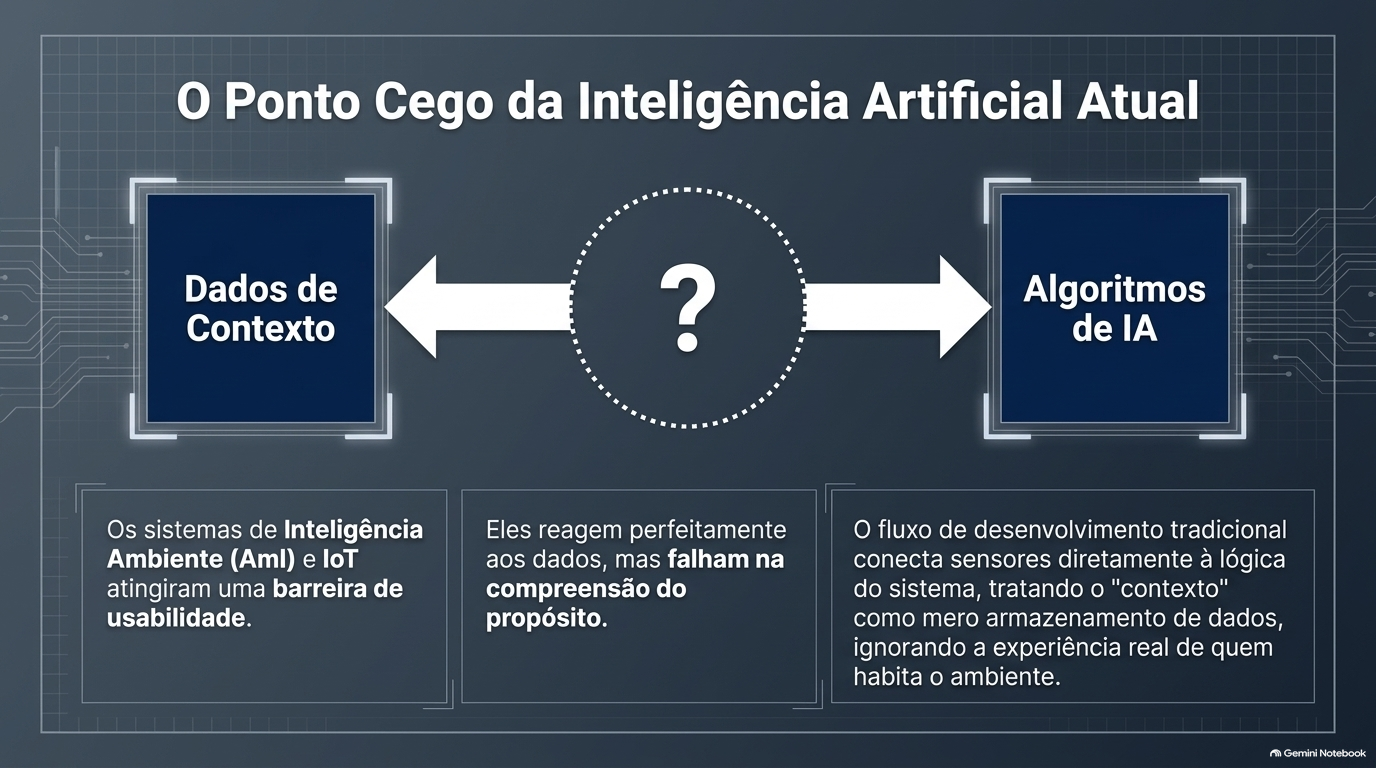 O Ponto Cego da Inteligência Artificial Atual
Dados de
Contexto
?
Algoritmos
de IA
Os sistemas de Inteligência
Ambiente (AmI) e IoT
atingiram uma barreira de
usabilidade.
Eles reagem perfeitamente
aos dados, mas falham na
compreensão do
propósito.
O fluxo de desenvolvimento tradicional
conecta sensores diretamente à lógica
do sistema, tratando o "contexto"
como mero armazenamento de dados,
ignorando a experiência real de quem
habita o ambiente.
Gemini Notebook